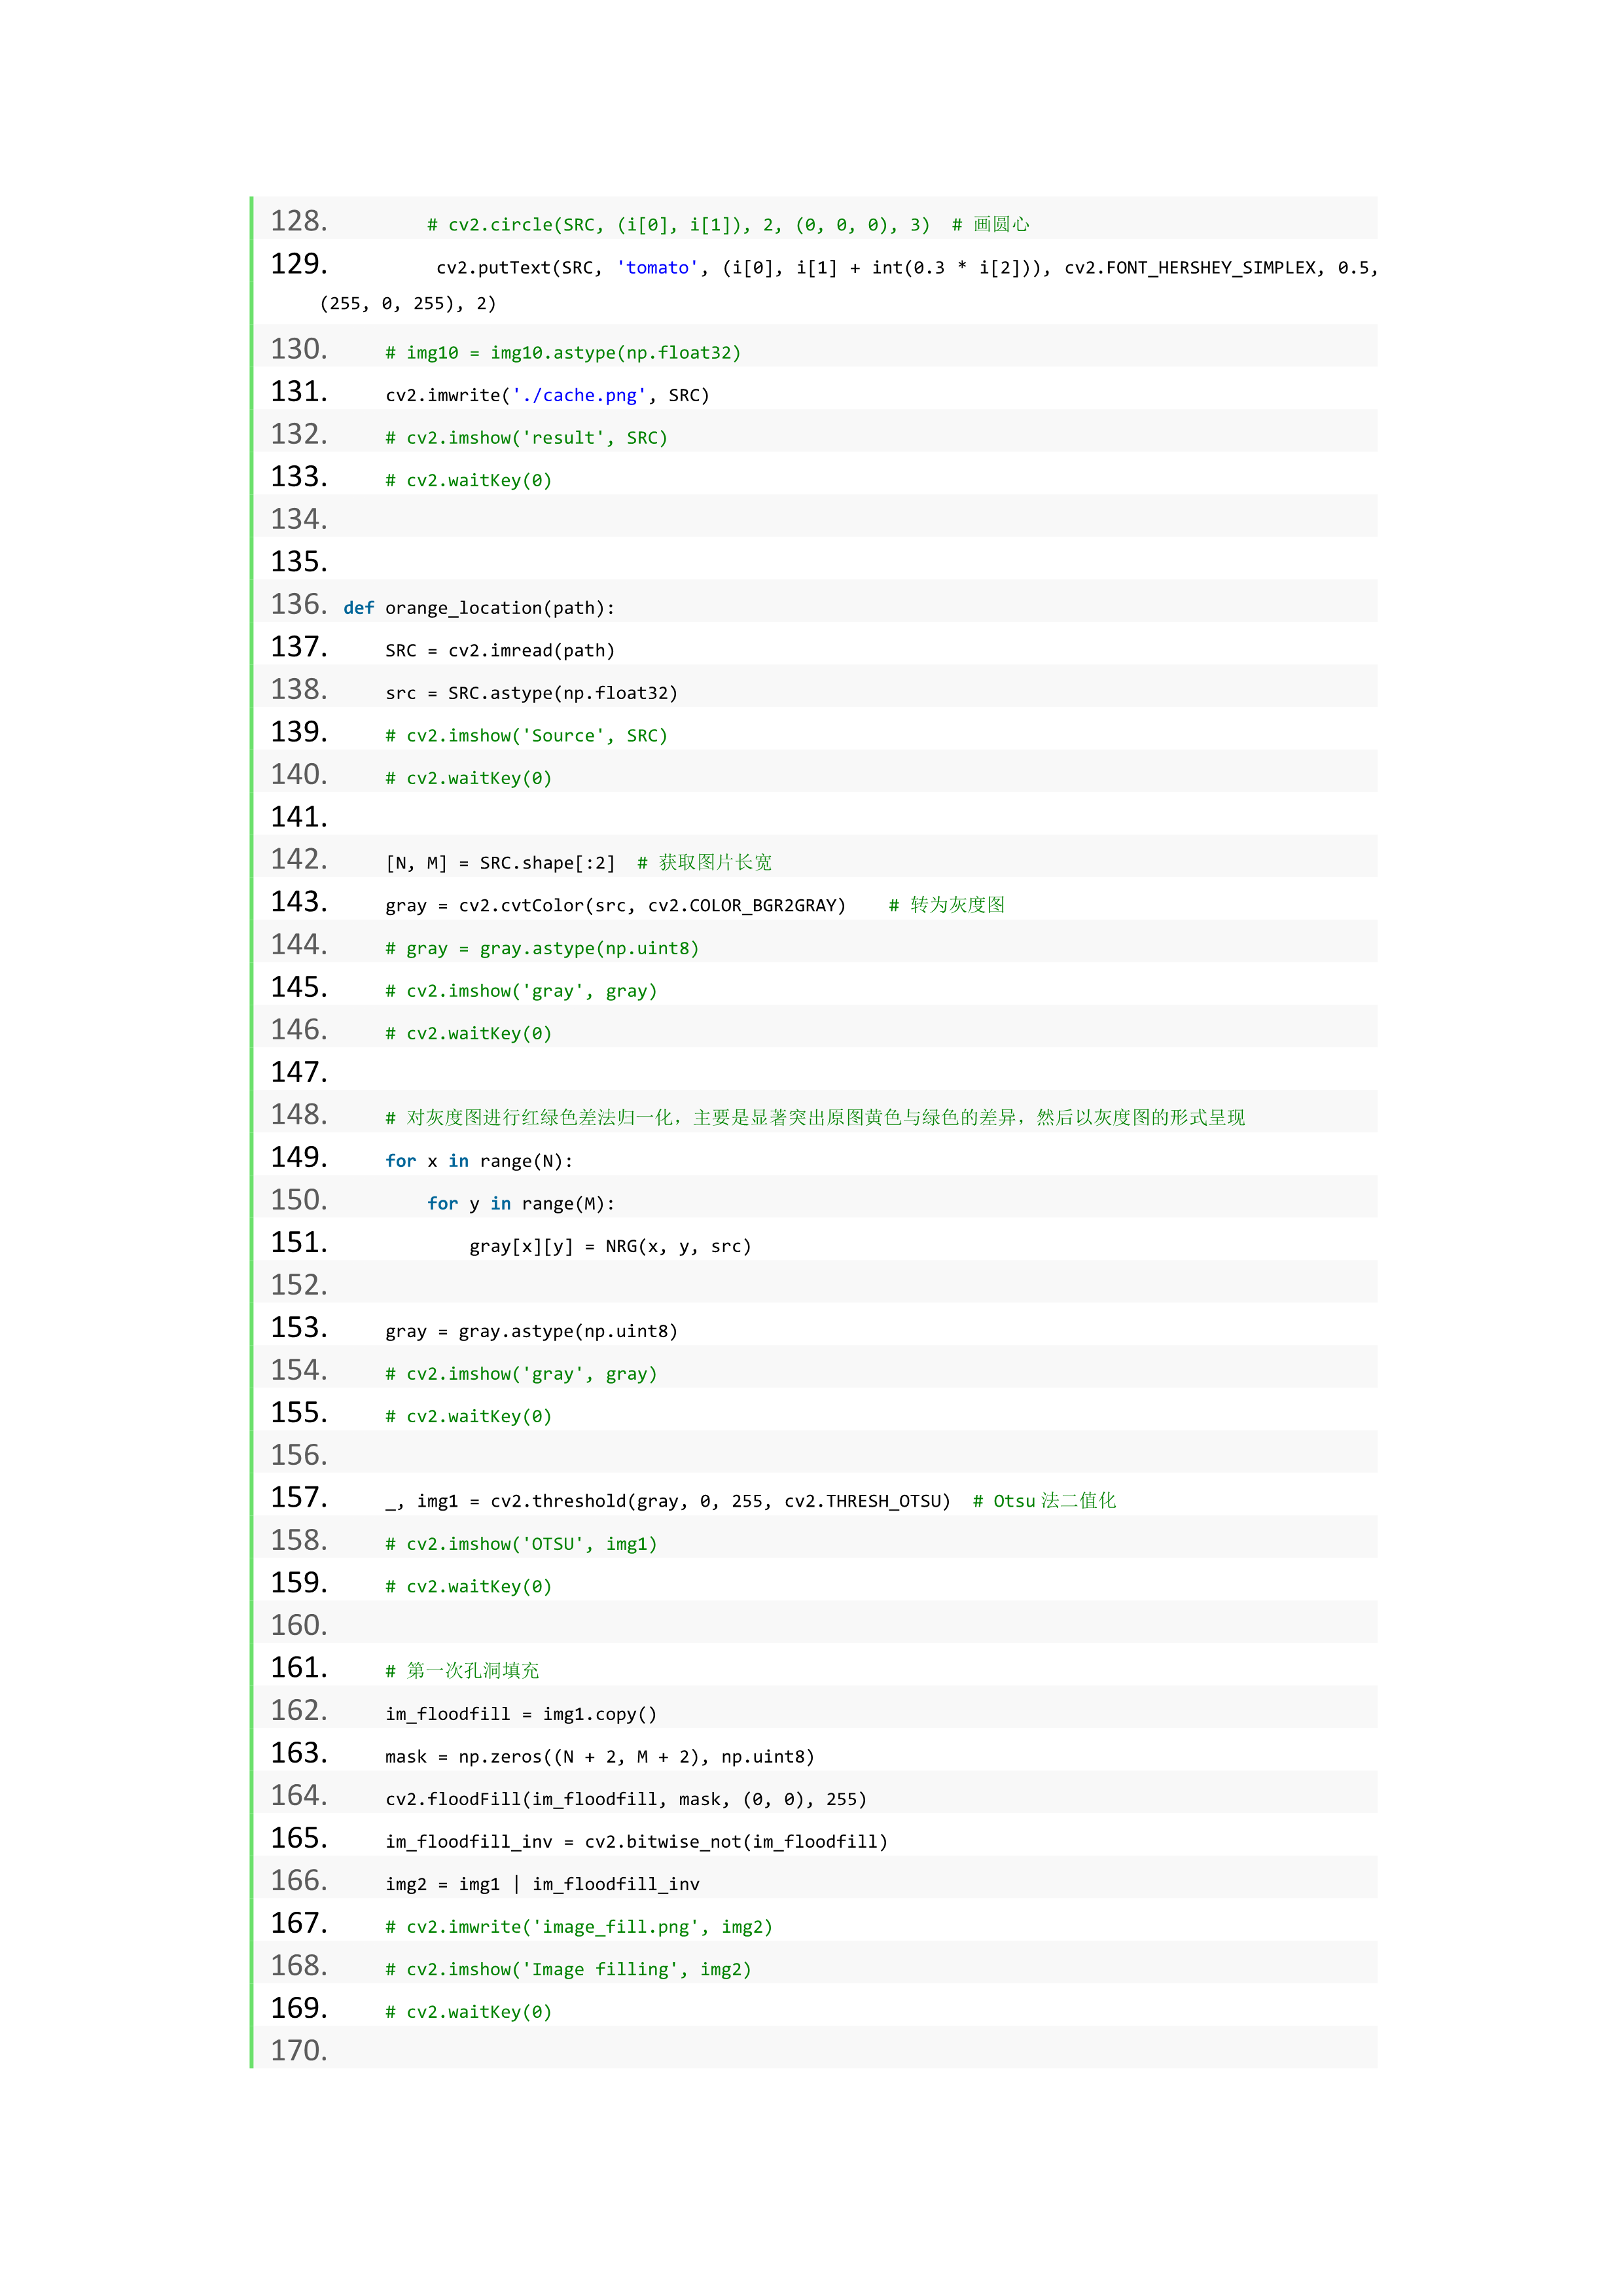 128.         # cv2.circle(SRC, (i[0], i[1]), 2, (0, 0, 0), 3)  # 画圆心
129.         cv2.putText(SRC, 'tomato', (i[0], i[1] + int(0.3 * i[2])), cv2.FONT_HERSHEY_SIMPLEX, 0.5,
(255, 0, 255), 2)
130.     # img10 = img10.astype(np.float32)
131.     cv2.imwrite('./cache.png', SRC)
132.     # cv2.imshow('result', SRC)
133.     # cv2.waitKey(0)
134.
135.
136. def orange_location(path):
137.     SRC = cv2.imread(path)
138.     src = SRC.astype(np.float32)
139.     # cv2.imshow('Source', SRC)
140.     # cv2.waitKey(0)
141.
142.     [N, M] = SRC.shape[:2]  # 获取图片长宽
143.     gray = cv2.cvtColor(src, cv2.COLOR_BGR2GRAY)    # 转为灰度图
144.     # gray = gray.astype(np.uint8)
145.     # cv2.imshow('gray', gray)
146.     # cv2.waitKey(0)
147.
148.     # 对灰度图进行红绿色差法归一化，主要是显著突出原图黄色与绿色的差异，然后以灰度图的形式呈现
149.     for x in range(N):
150.         for y in range(M):
151.             gray[x][y] = NRG(x, y, src)
152.
153.     gray = gray.astype(np.uint8)
154.     # cv2.imshow('gray', gray)
155.     # cv2.waitKey(0)
156.
157.     _, img1 = cv2.threshold(gray, 0, 255, cv2.THRESH_OTSU)  # Otsu 法二值化
158.     # cv2.imshow('OTSU', img1)
159.     # cv2.waitKey(0)
160.
161.     # 第一次孔洞填充
162.     im_floodfill = img1.copy()
163.     mask = np.zeros((N + 2, M + 2), np.uint8)
164.     cv2.floodFill(im_floodfill, mask, (0, 0), 255)
165.     im_floodfill_inv = cv2.bitwise_not(im_floodfill)
166.     img2 = img1 | im_floodfill_inv
167.     # cv2.imwrite('image_fill.png', img2)
168.     # cv2.imshow('Image filling', img2)
169.     # cv2.waitKey(0)
170.